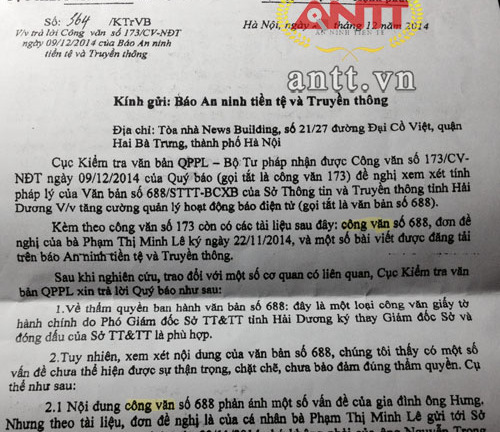 ANTT
AN NINH TIỀN TỆ
Số: 564 /KTrVB
Hà Nội, ngày tháng 12 năm 2014
V/v trả lời Công văn số 173/CV-NĐT
ngày 09/12/2014 của Báo An ninh
tiền tệ và Truyền thông
antt.vn
Kính gửi: Báo An ninh tiền tệ và Truyền thông
Địa chỉ: Tòa nhà News Building, số 21/27 đường Đại Cồ Việt, quận
Hai Bà Trưng, thành phố Hà Nội
Cục Kiểm tra văn bản QPPL – Bộ Tư pháp nhận được Công văn số 173/CV-
NĐT ngày 09/12/2014 của Quý báo (gọi tắt là công văn 173) đề nghị xem xét tính
pháp lý của Văn bản số 688/STTT-BCXB của Sở Thông tin và Truyền thông tỉnh Hải
Dương V/v tăng cường quản lý hoạt động báo điện tử (gọi tắt là văn bản số 688).
Kèm theo công văn số 173 còn có các tài liệu sau đây: công văn số 688, đơn đề
nghị của bà Phạm Thị Minh Lê ký ngày 22/11/2014, và một số bài viết được đăng tải
trên báo An ninh tiền tệ và Truyền thông.
Sau khi nghiên cứu, trao đổi với một số cơ quan có liên quan, Cục Kiểm tra văn
bản QPPL xin trả lời Quý báo như sau:
1.Về thẩm quyền ban hành văn bản số 688: đây là một loại công văn giấy tờ
hành chính do Phó Giám đốc Sở TT&TT tỉnh Hải Dương ký thay Giám đốc Sở và
đóng dấu của Sở TT&TT là phù hợp.
2.Tuy nhiên, xem xét nội dung của văn bản số 688, chúng tôi thấy có một số
vấn đề chưa thể hiện được sự thận trọng, chặt chẽ, chưa bảo đảm đúng thẩm quyền. Cụ
thể như sau:
2.1 Nội dung công văn số 688 phản ánh một số vấn đề của gia đình ông Hưng.
Nhưng theo tài liệu, đơn đề nghị là của cá nhân bà Phạm Thị Minh Lê gửi tới Sở